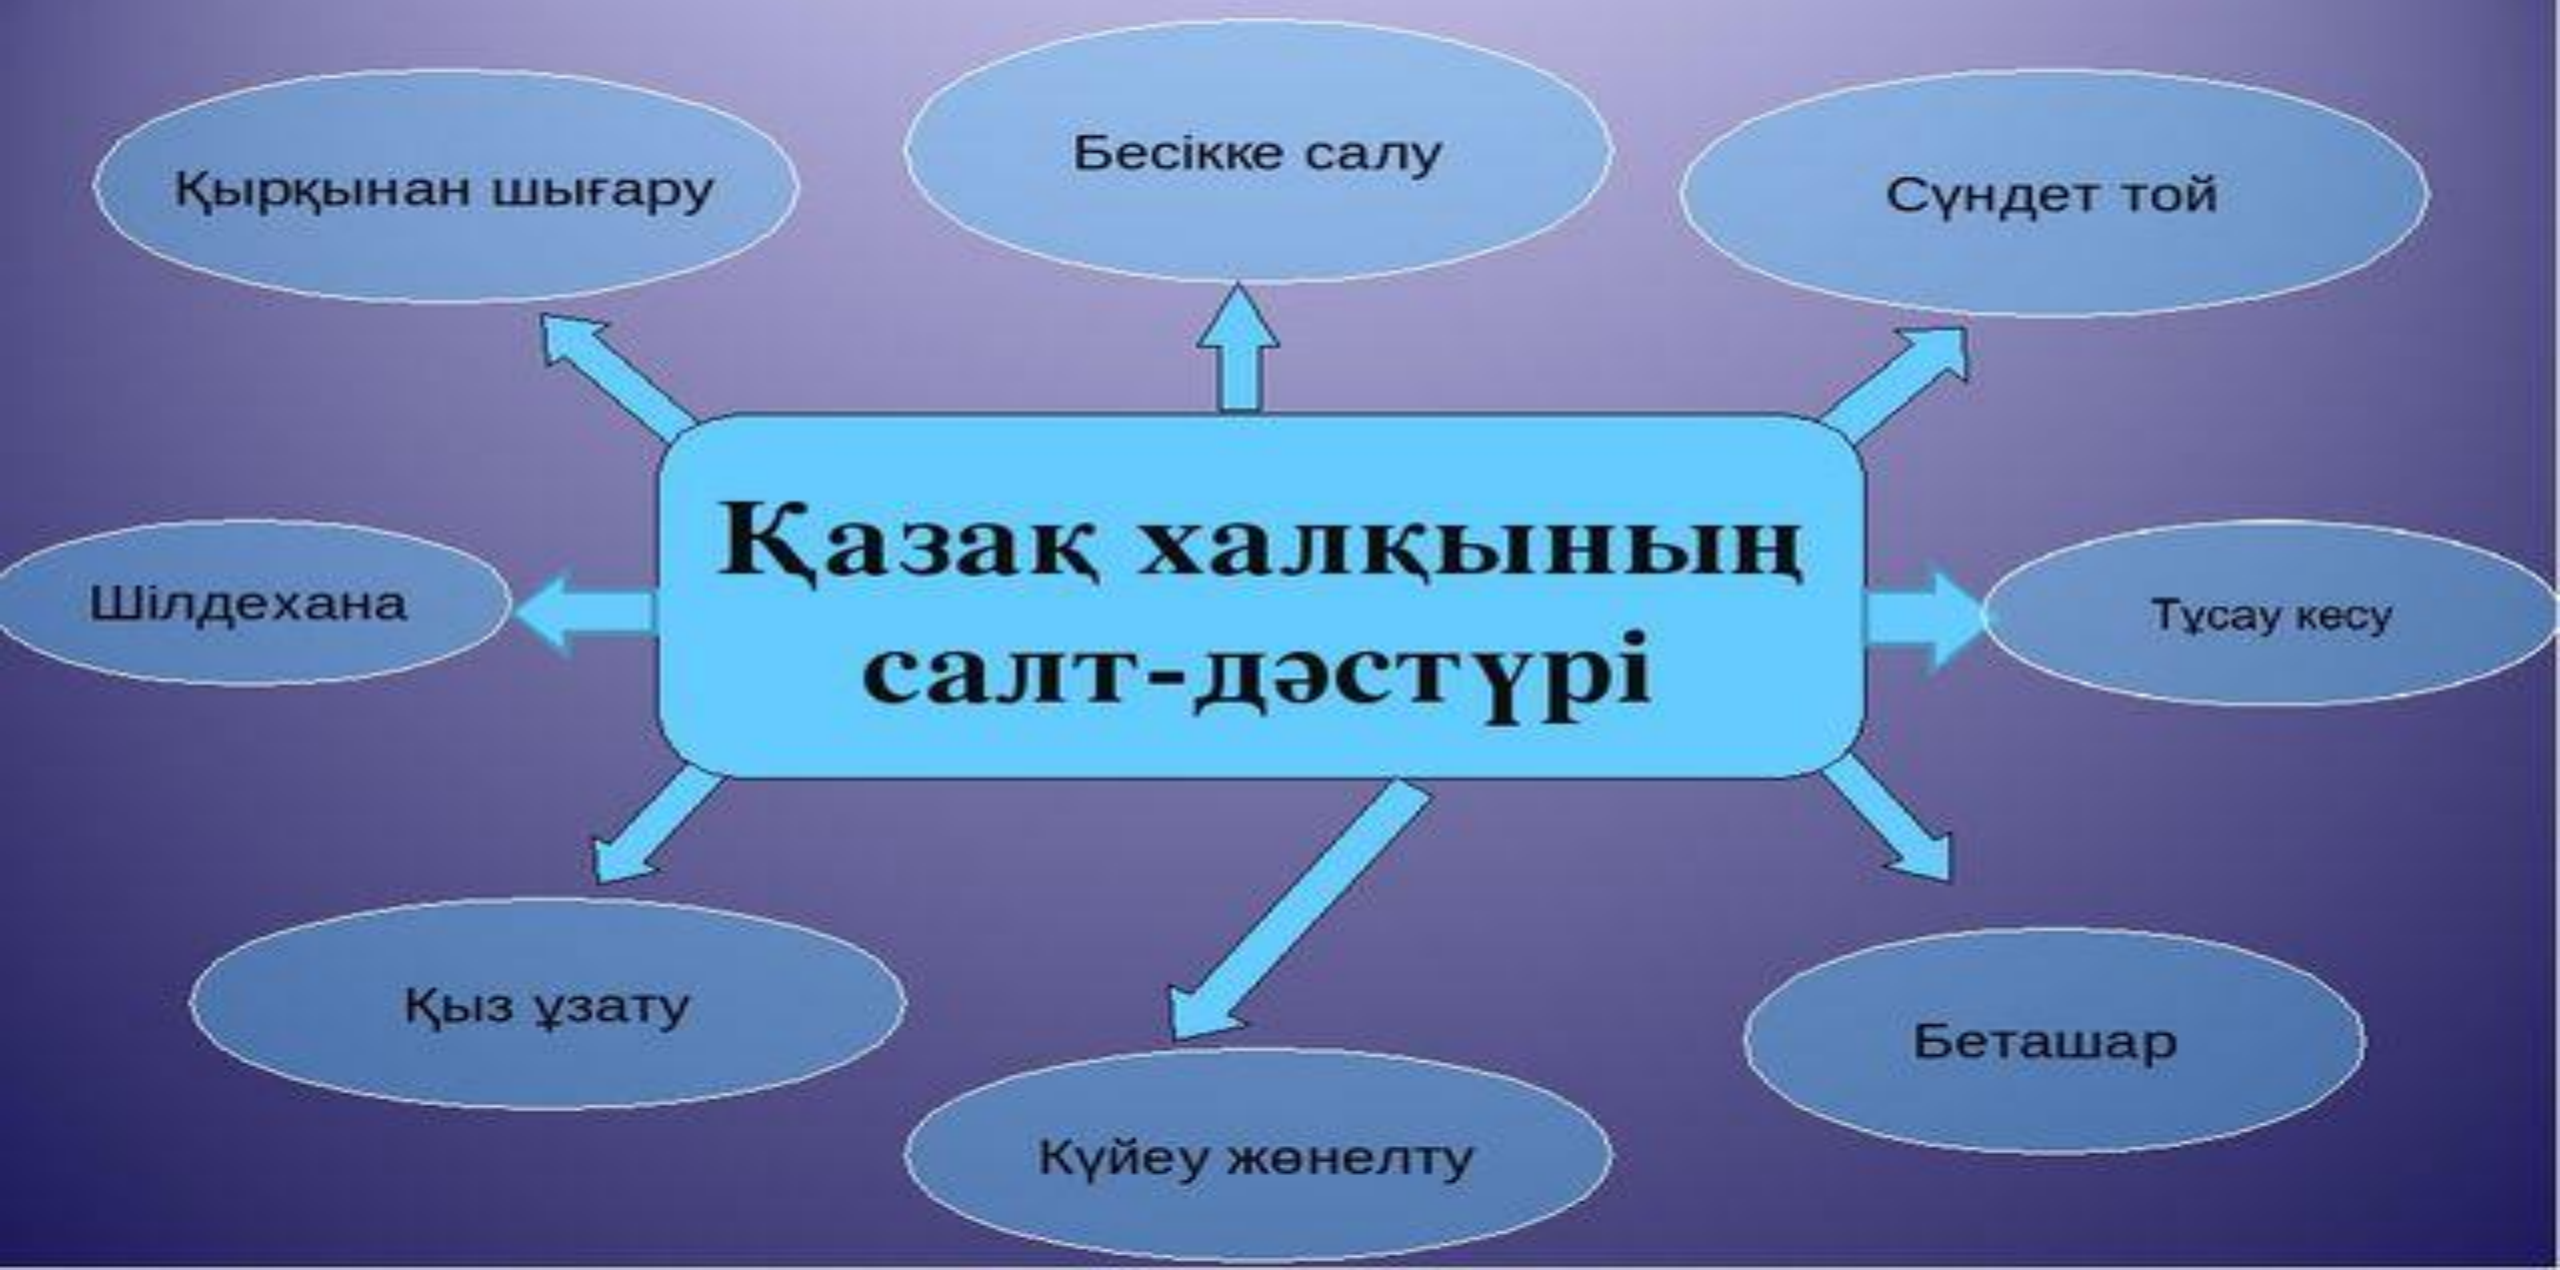 Қырқынан шығару
Бесікке салу
Сүндет той
Шілдехана
Қазақ халқының
салт-дәстүрі
Тұсау кесу
Қыз ұзату
Күйеу жөнелту
Беташар